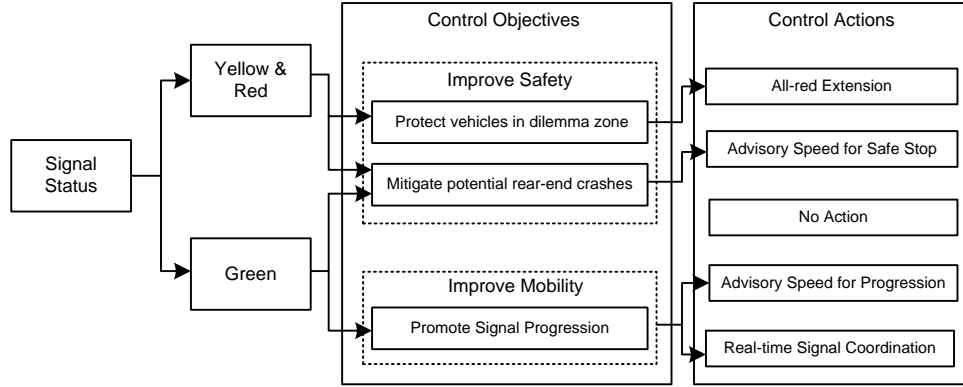 Signal
Status
Yellow &
Red
Green
Control Objectives
Improve Safety
Protect vehicles in dilemma zone
Mitigate potential rear-end crashes
Improve Mobility
Promote Signal Progression
Control Actions
All-red Extension
Advisory Speed for Safe Stop
No Action
Advisory Speed for Progression
Real-time Signal Coordination